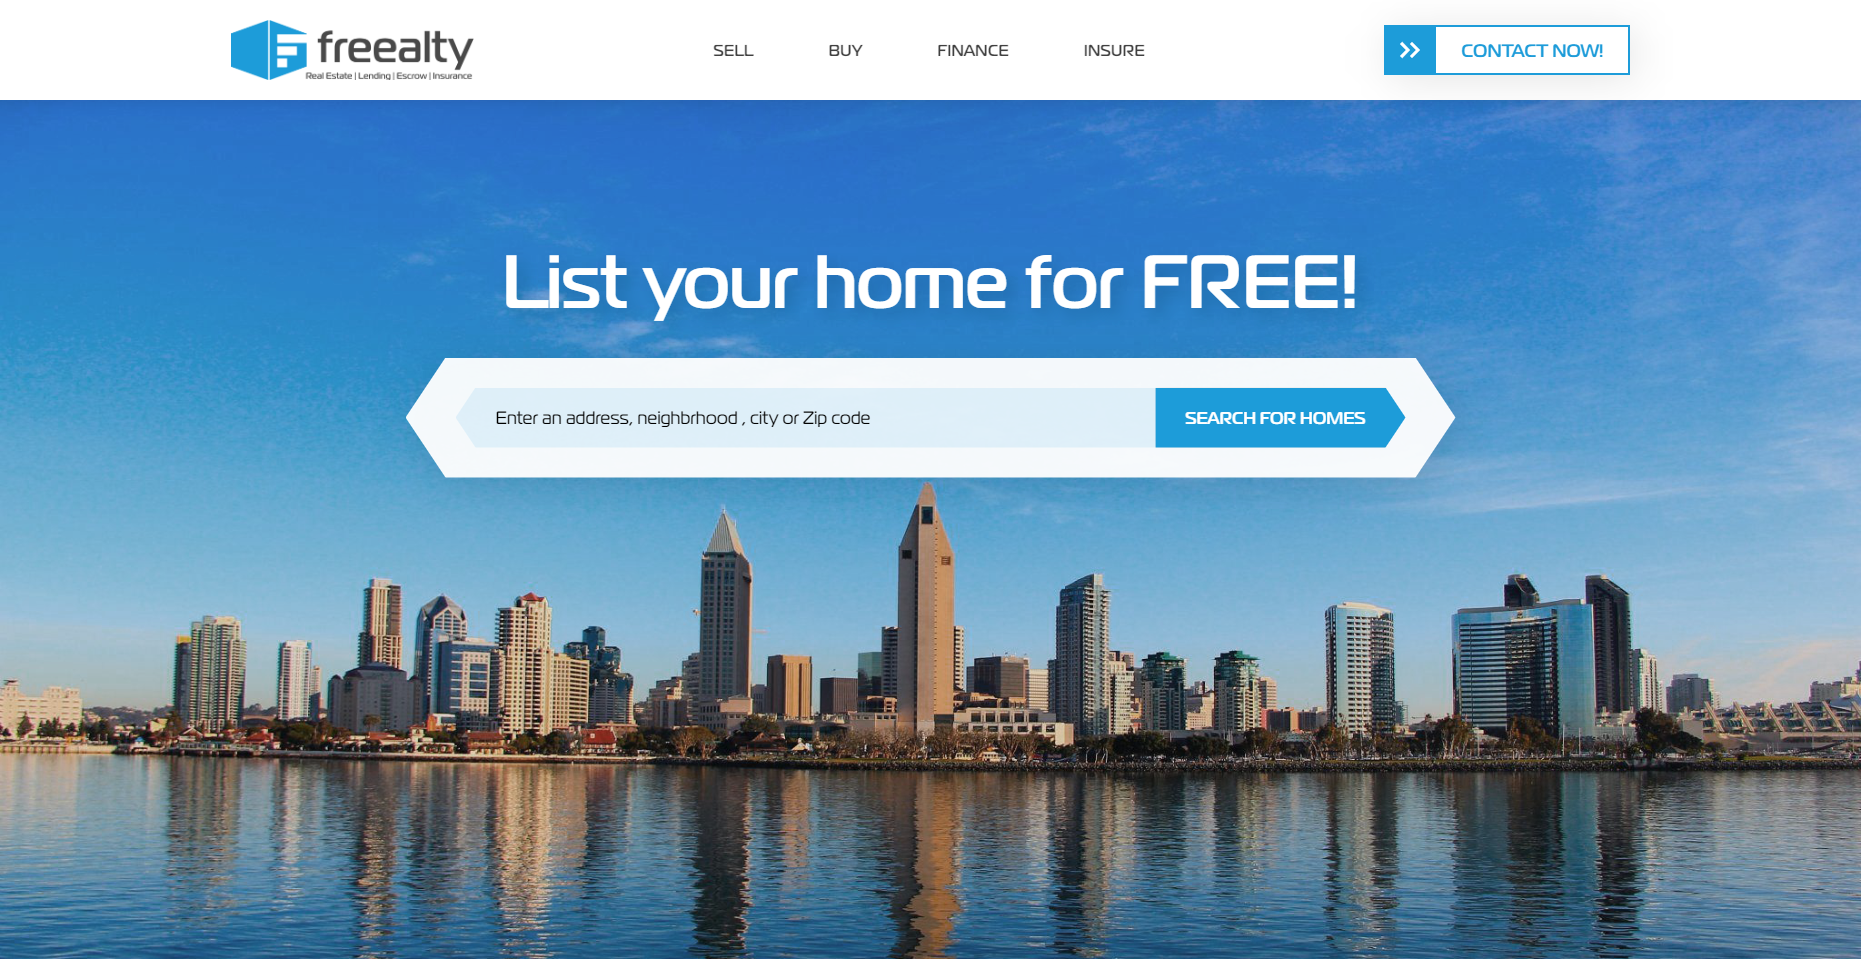 freealty
Real Estate | Lending | Escrow | Insurance
SELL
BUY
FINANCE
INSURE
CONTACT NOW!
List your home for FREE!
Enter an address, neighbrhood , city or Zip code
SEARCH FOR HOMES